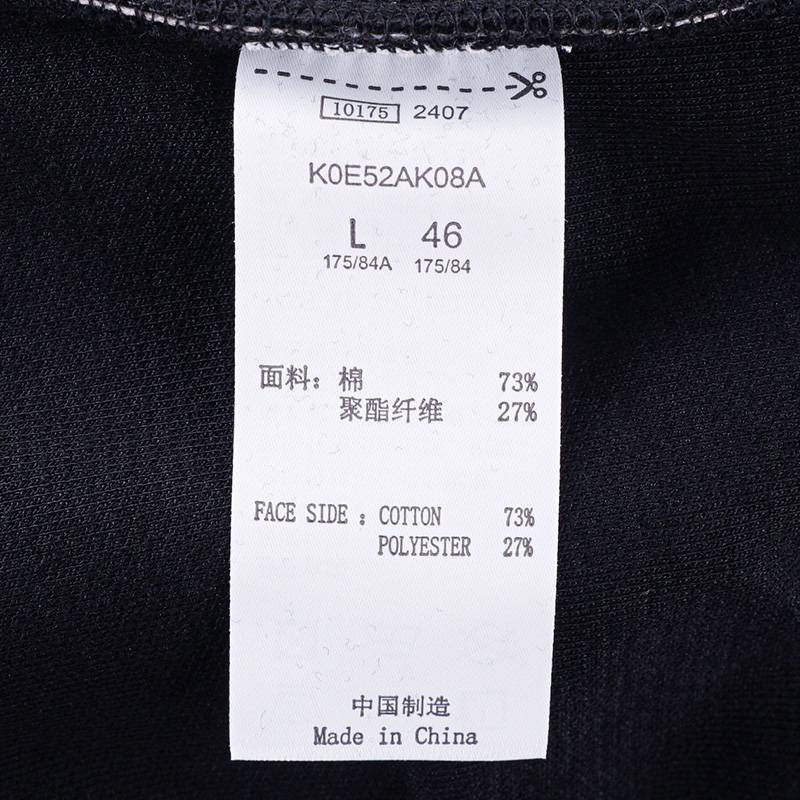 10175 2407
K0E52AK08A
L 46
175/84A 175/84
面料: 棉 73%
聚酯纤维 27%
FACE SIDE : COTTON 73%
POLYESTER 27%
中国制造
Made in China